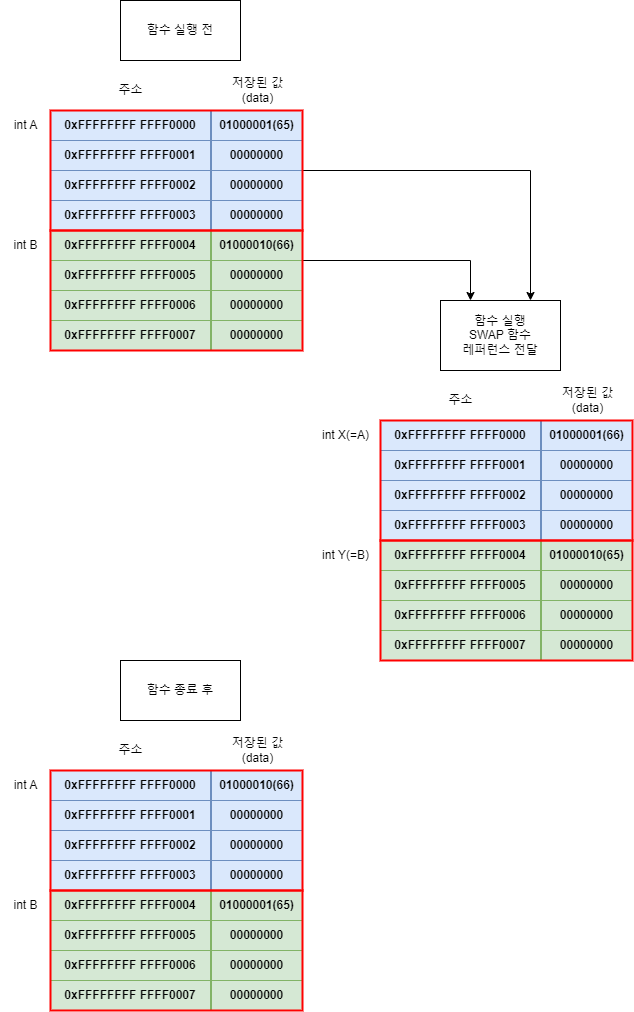 함수 실행 전
주소
저장된 값
(data)
int A
0xFFFFFFFF FFFF0000 01000001(65)
0xFFFFFFFF FFFF0001 00000000
0xFFFFFFFF FFFF0002 00000000
0xFFFFFFFF FFFF0003 00000000
int B
0xFFFFFFFF FFFF0004 01000010(66)
0xFFFFFFFF FFFF0005 00000000
0xFFFFFFFF FFFF0006 00000000
0xFFFFFFFF FFFF0007 00000000
함수 실행
SWAP 함수
레퍼런스 전달
주소
저장된 값
(data)
int X(=A)
0xFFFFFFFF FFFF0000 01000001(66)
0xFFFFFFFF FFFF0001 00000000
0xFFFFFFFF FFFF0002 00000000
0xFFFFFFFF FFFF0003 00000000
int Y(=B)
0xFFFFFFFF FFFF0004 01000010(65)
0xFFFFFFFF FFFF0005 00000000
0xFFFFFFFF FFFF0006 00000000
0xFFFFFFFF FFFF0007 00000000
함수 종료 후
주소
저장된 값
(data)
int A
0xFFFFFFFF FFFF0000 01000010(66)
0xFFFFFFFF FFFF0001 00000000
0xFFFFFFFF FFFF0002 00000000
0xFFFFFFFF FFFF0003 00000000
int B
0xFFFFFFFF FFFF0004 01000001(65)
0xFFFFFFFF FFFF0005 00000000
0xFFFFFFFF FFFF0006 00000000
0xFFFFFFFF FFFF0007 00000000